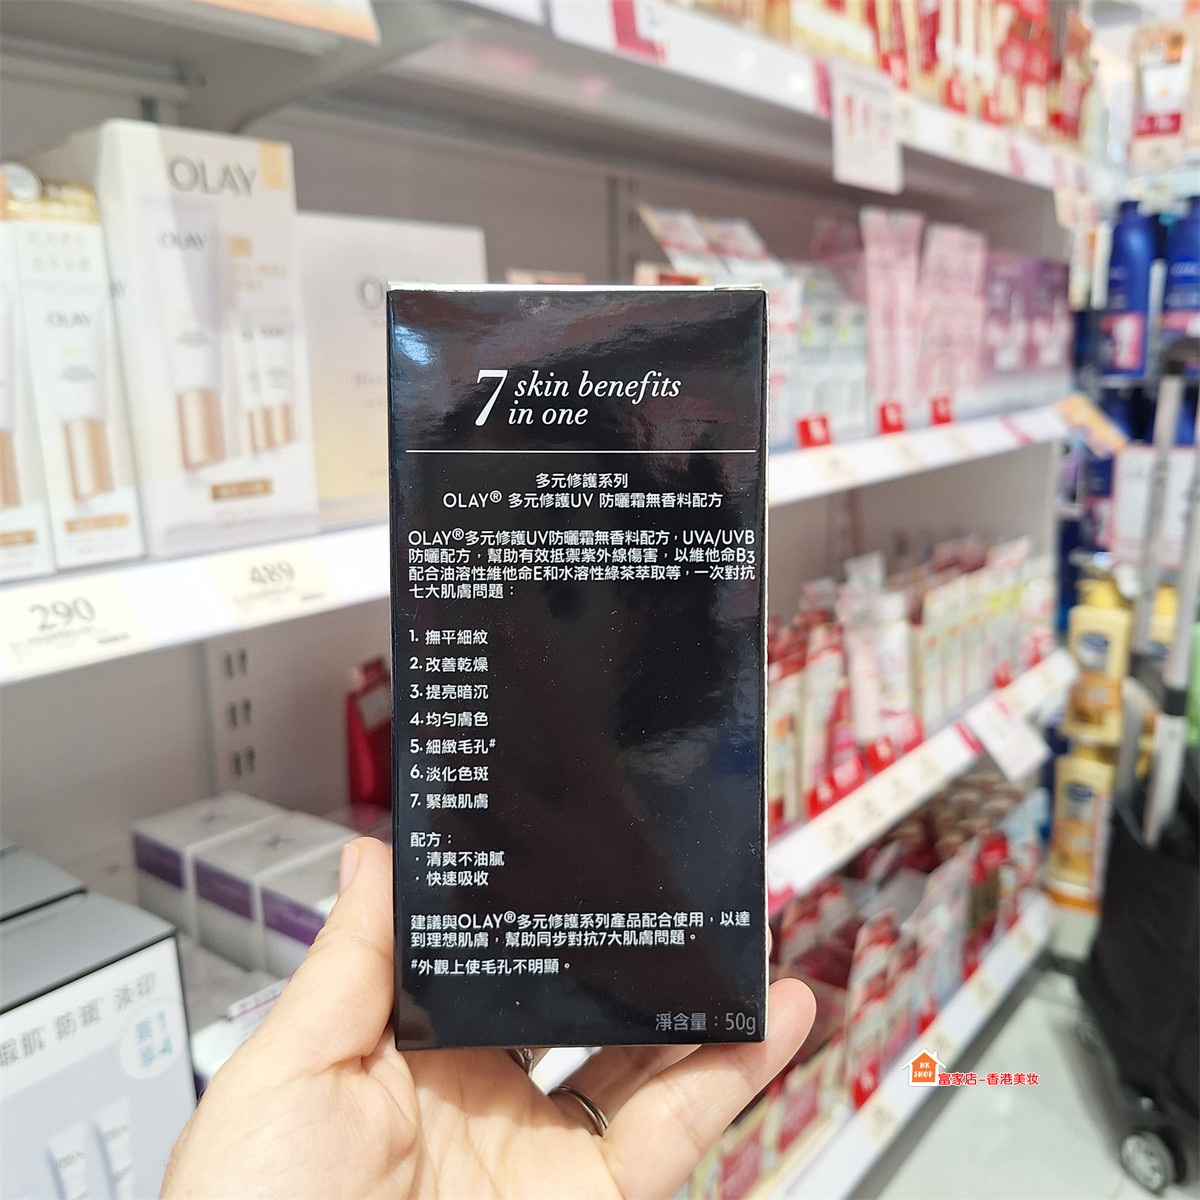 OLAY
OLAY
OLAY
290
489
7 skin benefits
in one
多元修護系列
OLAY® 多元修護UV 防曬霜無香料配方
OLAY®多元修護UV防曬霜無香料配方，UVA/UVB
防曬配方，幫助有效抵禦紫外線傷害，以維他命B3
配合油溶性維他命E和水溶性綠茶萃取等，一次對抗
七大肌膚問題：
1. 撫平細紋
2. 改善乾燥
3. 提亮暗沉
4. 均勻膚色
5. 細緻毛孔#
6. 淡化色斑
7. 緊緻肌膚
配方：
· 清爽不油膩
· 快速吸收
建議與OLAY®多元修護系列產品配合使用，以達
到理想肌膚，幫助同步對抗7大肌膚問題。
#外觀上使毛孔不明顯。
淨含量：50g
HK
SHOP
富家店-香港美妆